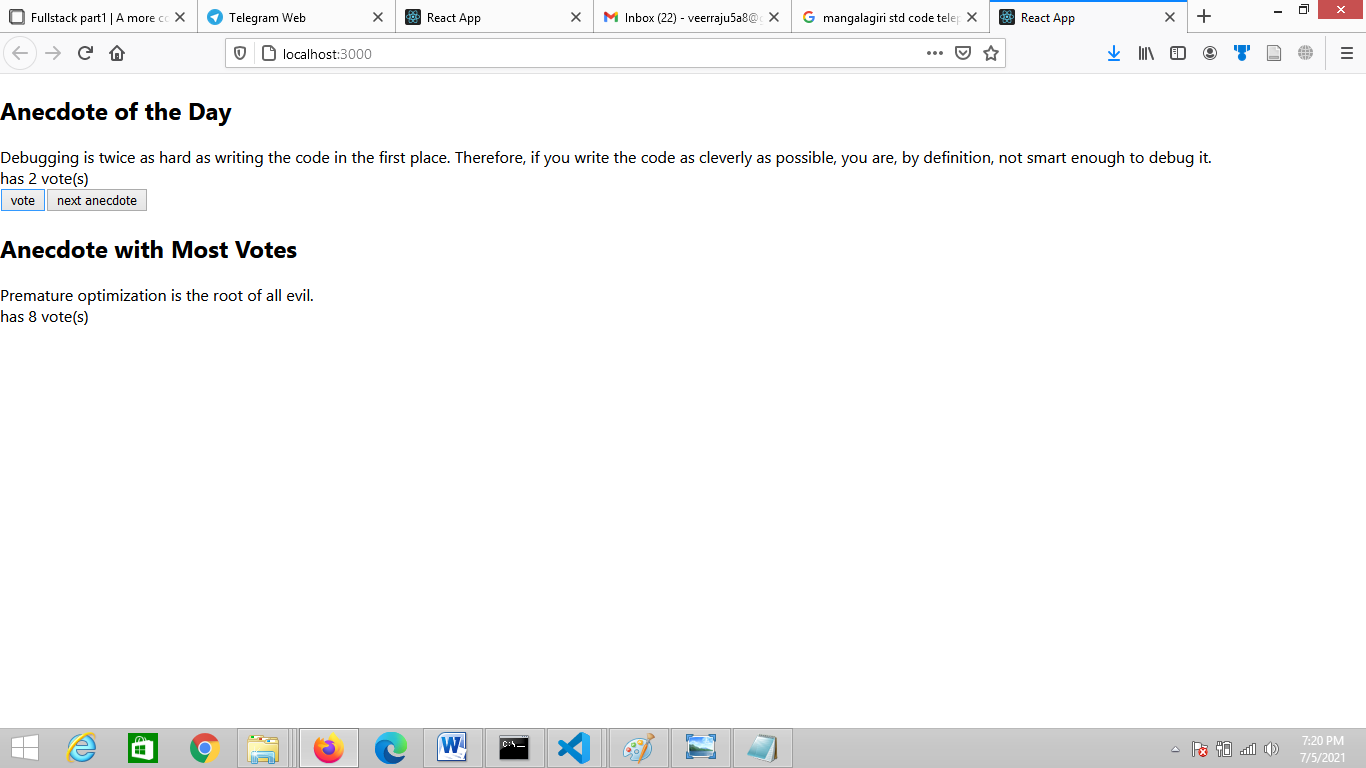 Fullstack part1 | A more co
Telegram Web
React App
Inbox (22) - veerraju5a8@g
mangalagiri std code telep
React App
localhost:3000
Anecdote of the Day
Debugging is twice as hard as writing the code in the first place. Therefore, if you write the code as cleverly as possible, you are, by definition, not smart enough to debug it.
has 2 vote(s)
vote next anecdote
Anecdote with Most Votes
Premature optimization is the root of all evil.
has 8 vote(s)
7:20 PM
7/5/2021